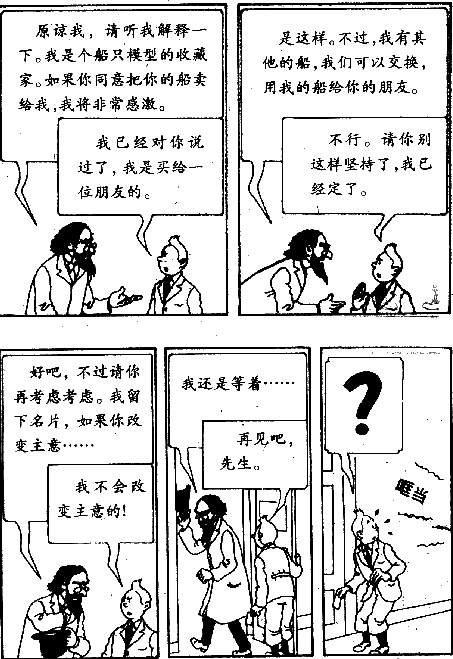 原谅我，请听我解释一
下。我是个船只模型的收藏
家。如果你同意把你的船卖
给我，我将非常感激。
我已经对你说
过了，我是买给一
位朋友的。
是这样。不过，我有其
他的船，我们可以交换，
用我的船给你的朋友。
不行。请你别
这样坚持了，我已
经定了。
好吧，不过请你
再考虑考虑。我留
下名片，如果你改
变主意……
我不会改
变主意的！
我还是等着……
再见吧，
先生。
?
哐当